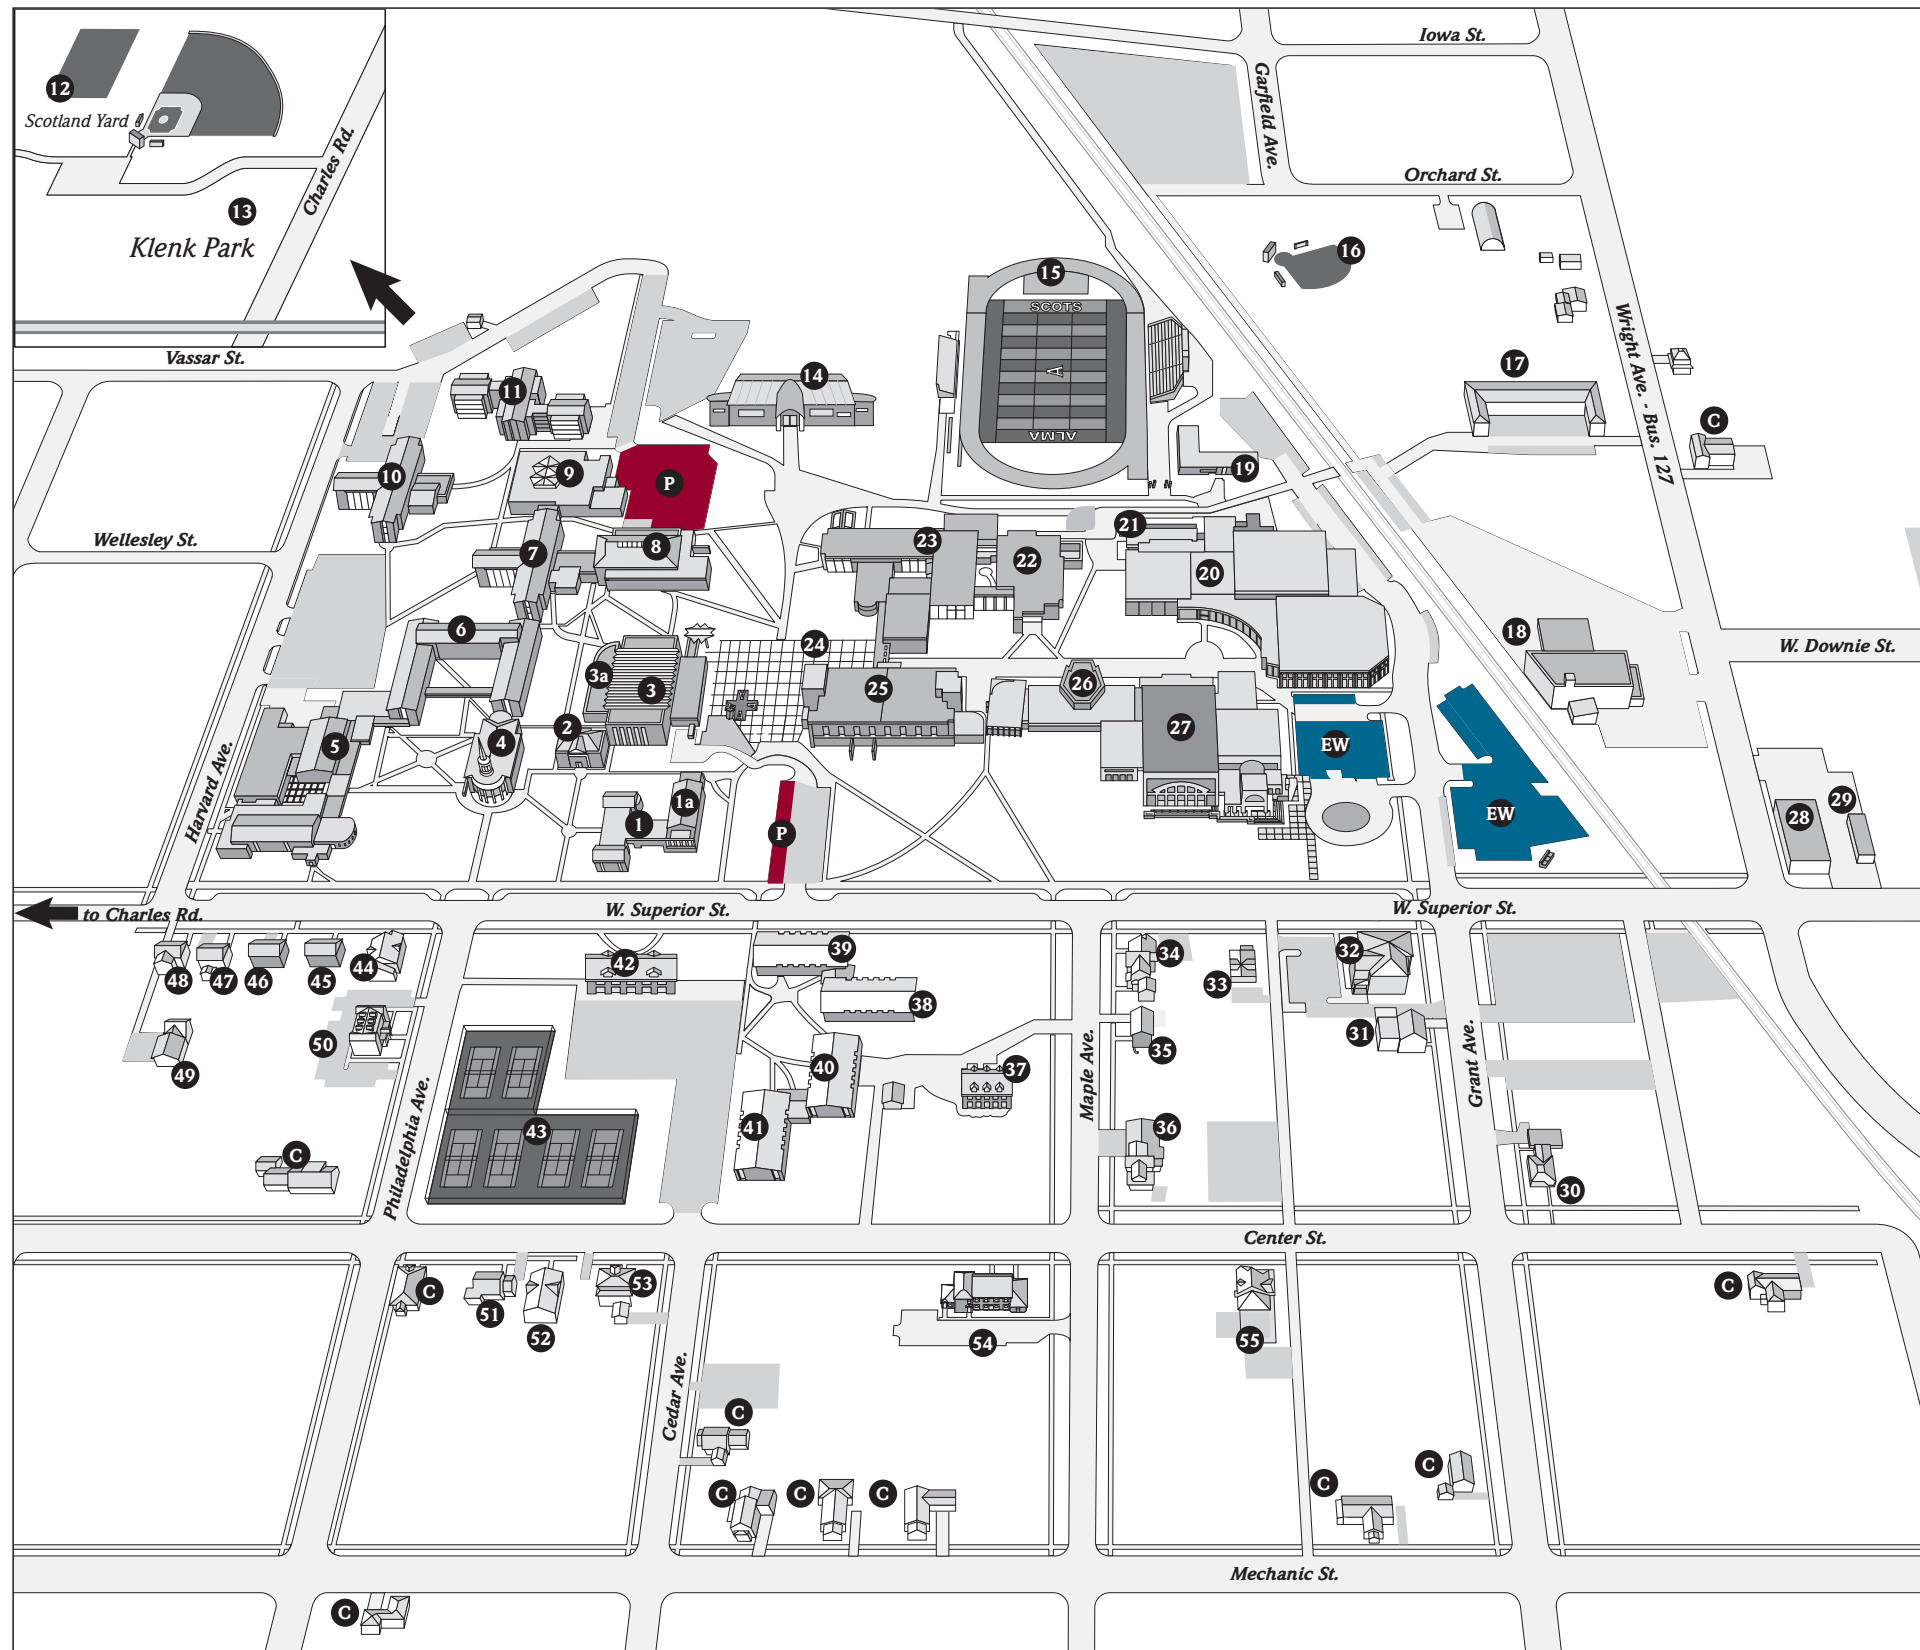 Iowa St.
12
Scotland Yard
Charles Rd.
13
Klenk Park
Garfield Ave.
Orchard St.
16
15
SCOTS
A
ALMA
Wright Ave. - Bus. 127
Vassar St.
17
14
11
C
19
10
9
P
21
23
22
20
Wellesley St.
7
8
6
18
24
W. Downie St.
3a
3
25
26
2
4
5
27
EW
EW
Harvard Ave.
1a
1
P
28
29
to Charles Rd.
W. Superior St.
W. Superior St.
48
47
46
45
44
42
39
34
33
32
38
50
49
31
35
40
37
41
43
36
30
Philadelphia Ave.
Maple Ave.
Grant Ave.
C
Center St.
C
51
52
53
54
55
C
Cedar Ave.
C
C
C
C
C
C
Mechanic St.
C